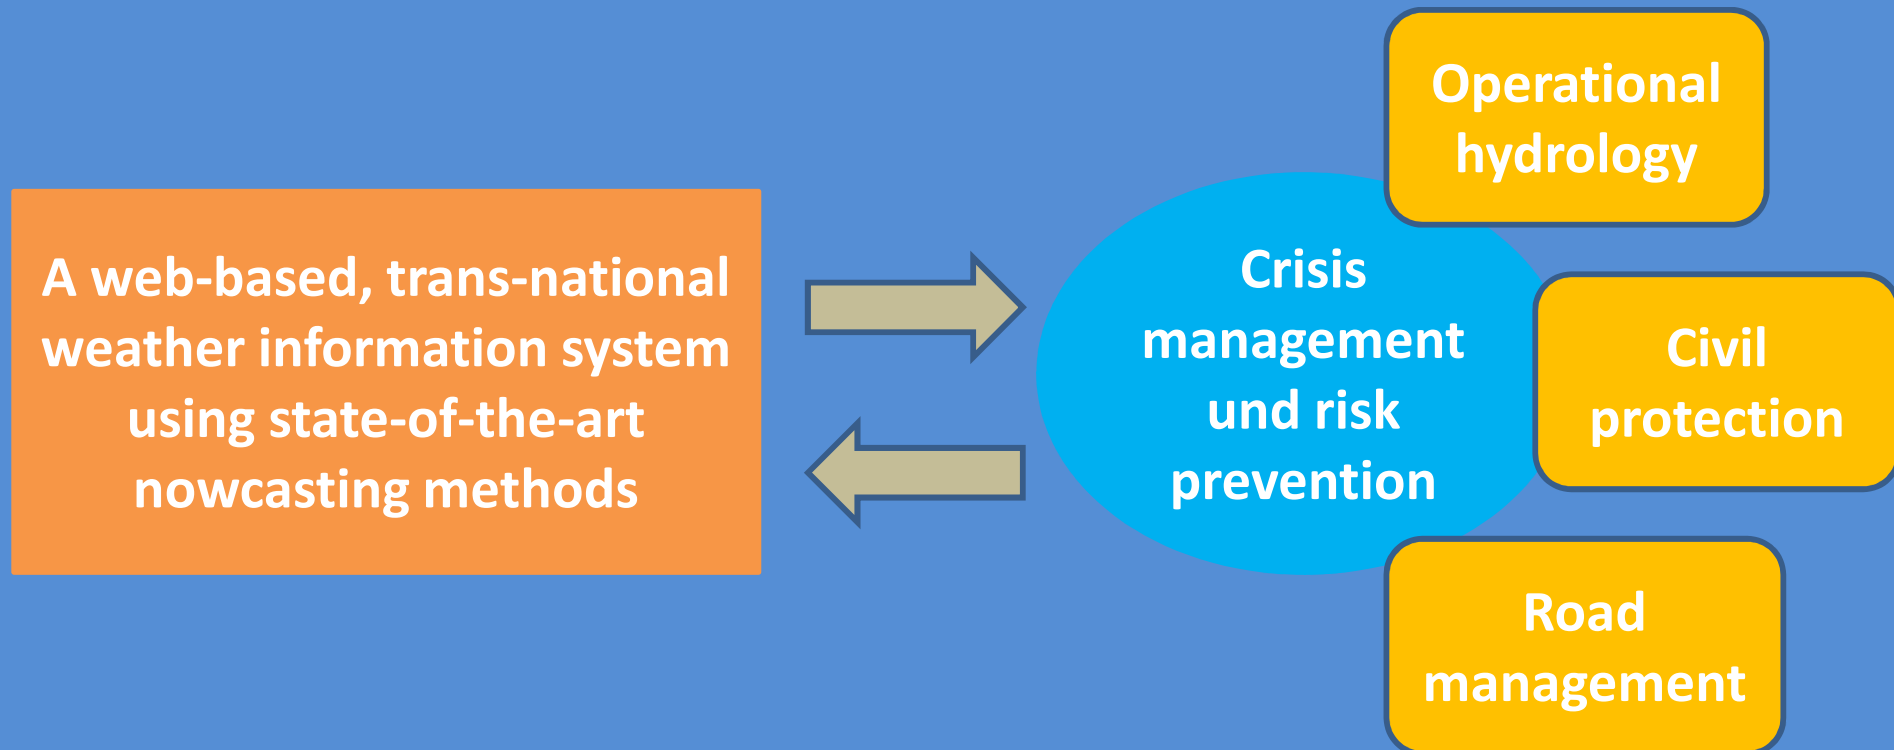 A web-based, trans-national
weather information system
using state-of-the-art
nowcasting methods
Crisis
management
und risk
prevention
Operational
hydrology
Civil
protection
Road
management